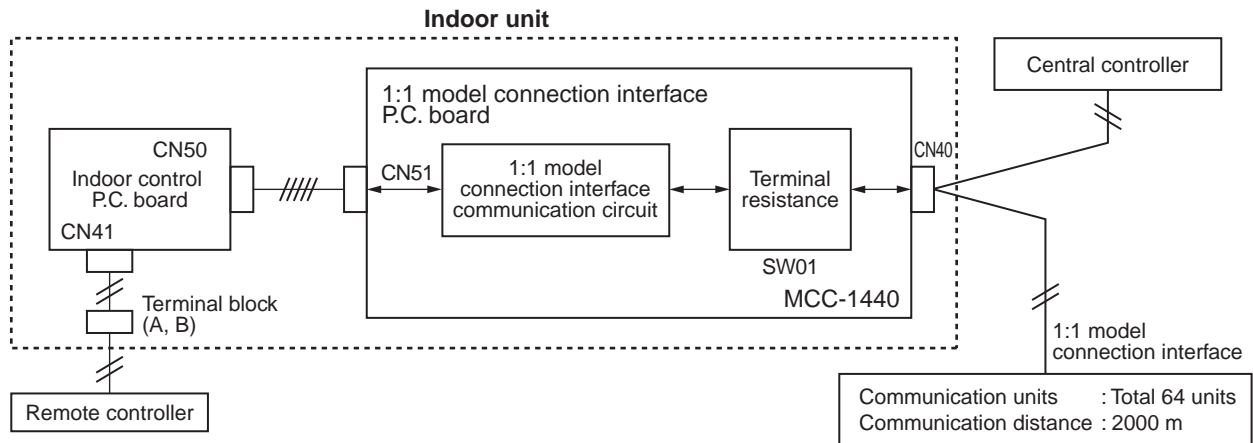 Indoor unit
Central controller
1:1 model connection interface
P.C. board
CN50
Indoor control
P.C. board
CN41
CN51
1:1 model
connection interface
communication circuit
Terminal
resistance
CN40
SW01
MCC-1440
Terminal block
(A, B)
Remote controller
1:1 model
connection interface
Communication units : Total 64 units
Communication distance : 2000 m